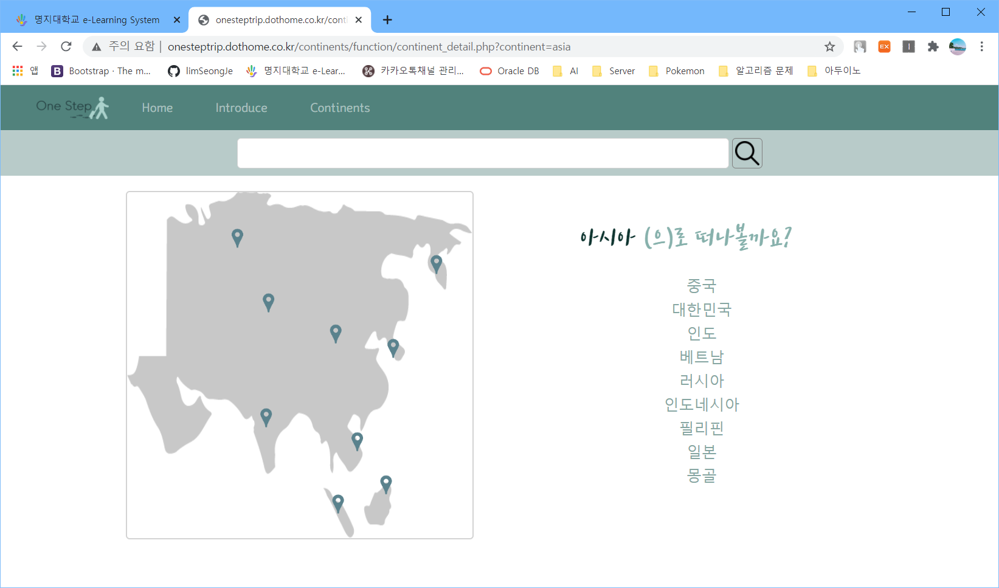 명지대학교 e-Learning System
onesteptrip.dothome.co.kr/conti
주의 요함 | onesteptrip.dothome.co.kr/continents/function/continent_detail.php?continent=asia
EX
앱 Bootstrap · The m... limSeongJe 명지대학교 e-Lear... 카카오톡채널 관리... Oracle DB AI Server Pokemon 알고리즘 문제 아두이노
One Step Home Introduce Continents
아시아 (으)로 떠나볼까요?
중국
대한민국
인도
베트남
러시아
인도네시아
필리핀
일본
몽골